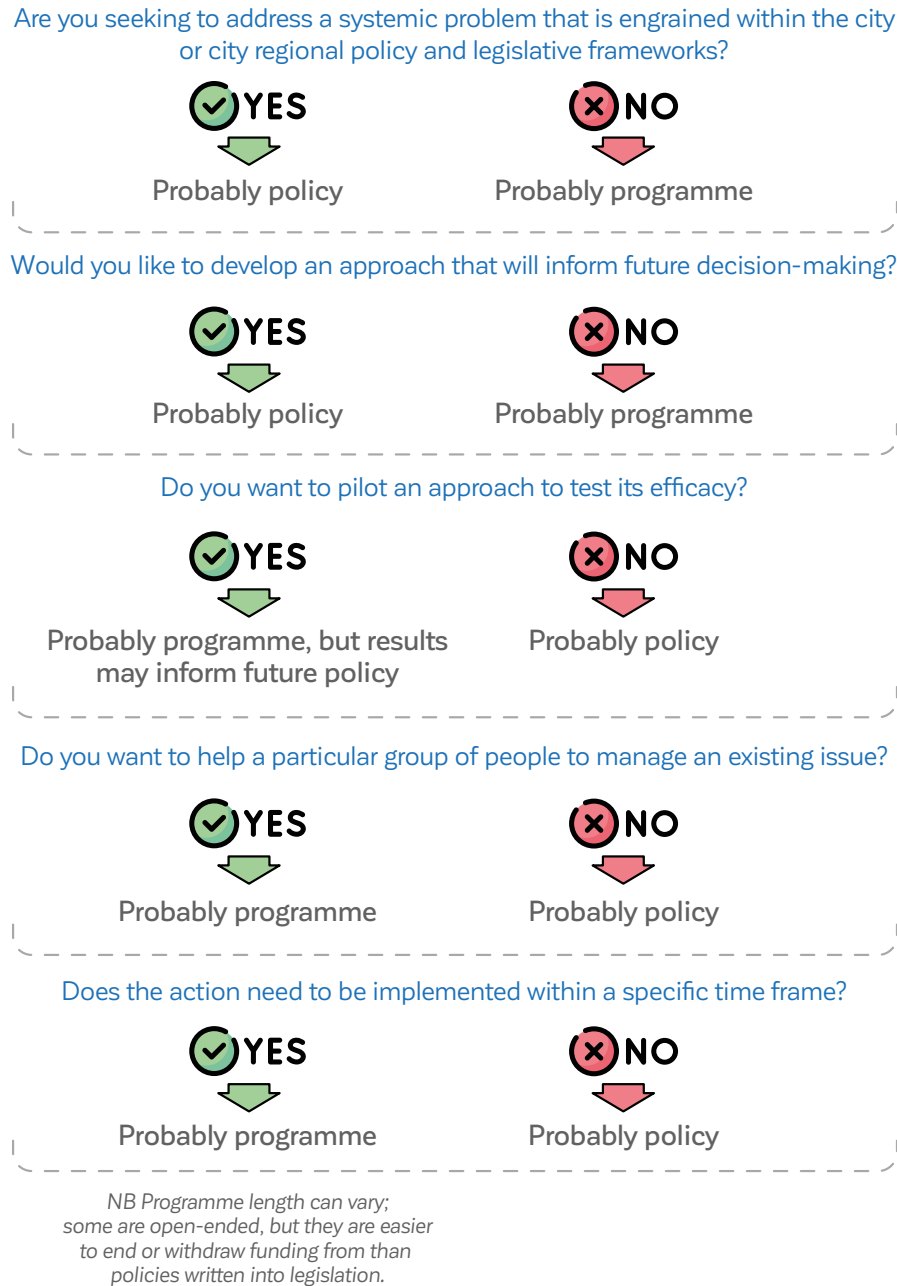 Are you seeking to address a systemic problem that is engrained within the city
or city regional policy and legislative frameworks?
YES NO
Probably policy Probably programme
Would you like to develop an approach that will inform future decision-making?
YES NO
Probably policy Probably programme
Do you want to pilot an approach to test its efficacy?
YES NO
Probably programme, but results Probably policy
may inform future policy
Do you want to help a particular group of people to manage an existing issue?
YES NO
Probably programme Probably policy
Does the action need to be implemented within a specific time frame?
YES NO
Probably programme Probably policy
NB Programme length can vary;
some are open-ended, but they are easier
to end or withdraw funding from than
policies written into legislation.